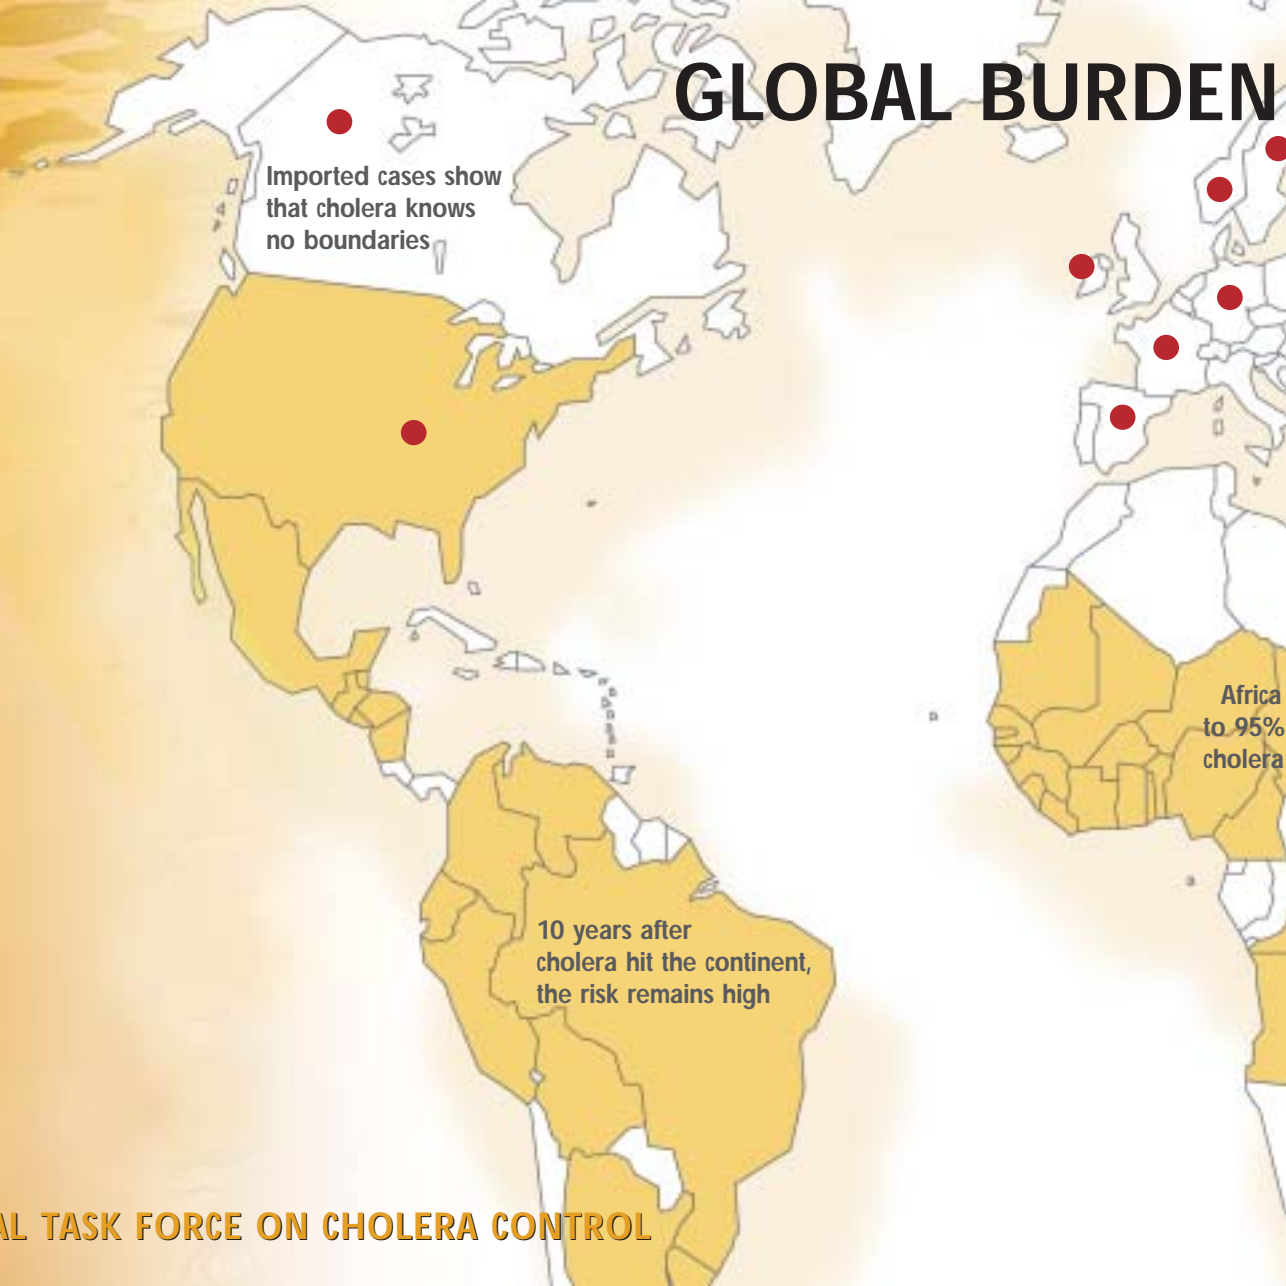 GLOBAL BURDEN
Imported cases show
that cholera knows
no boundaries
Africa
to 95%
cholera
10 years after
cholera hit the continent,
the risk remains high
AL TASK FORCE ON CHOLERA CONTROL